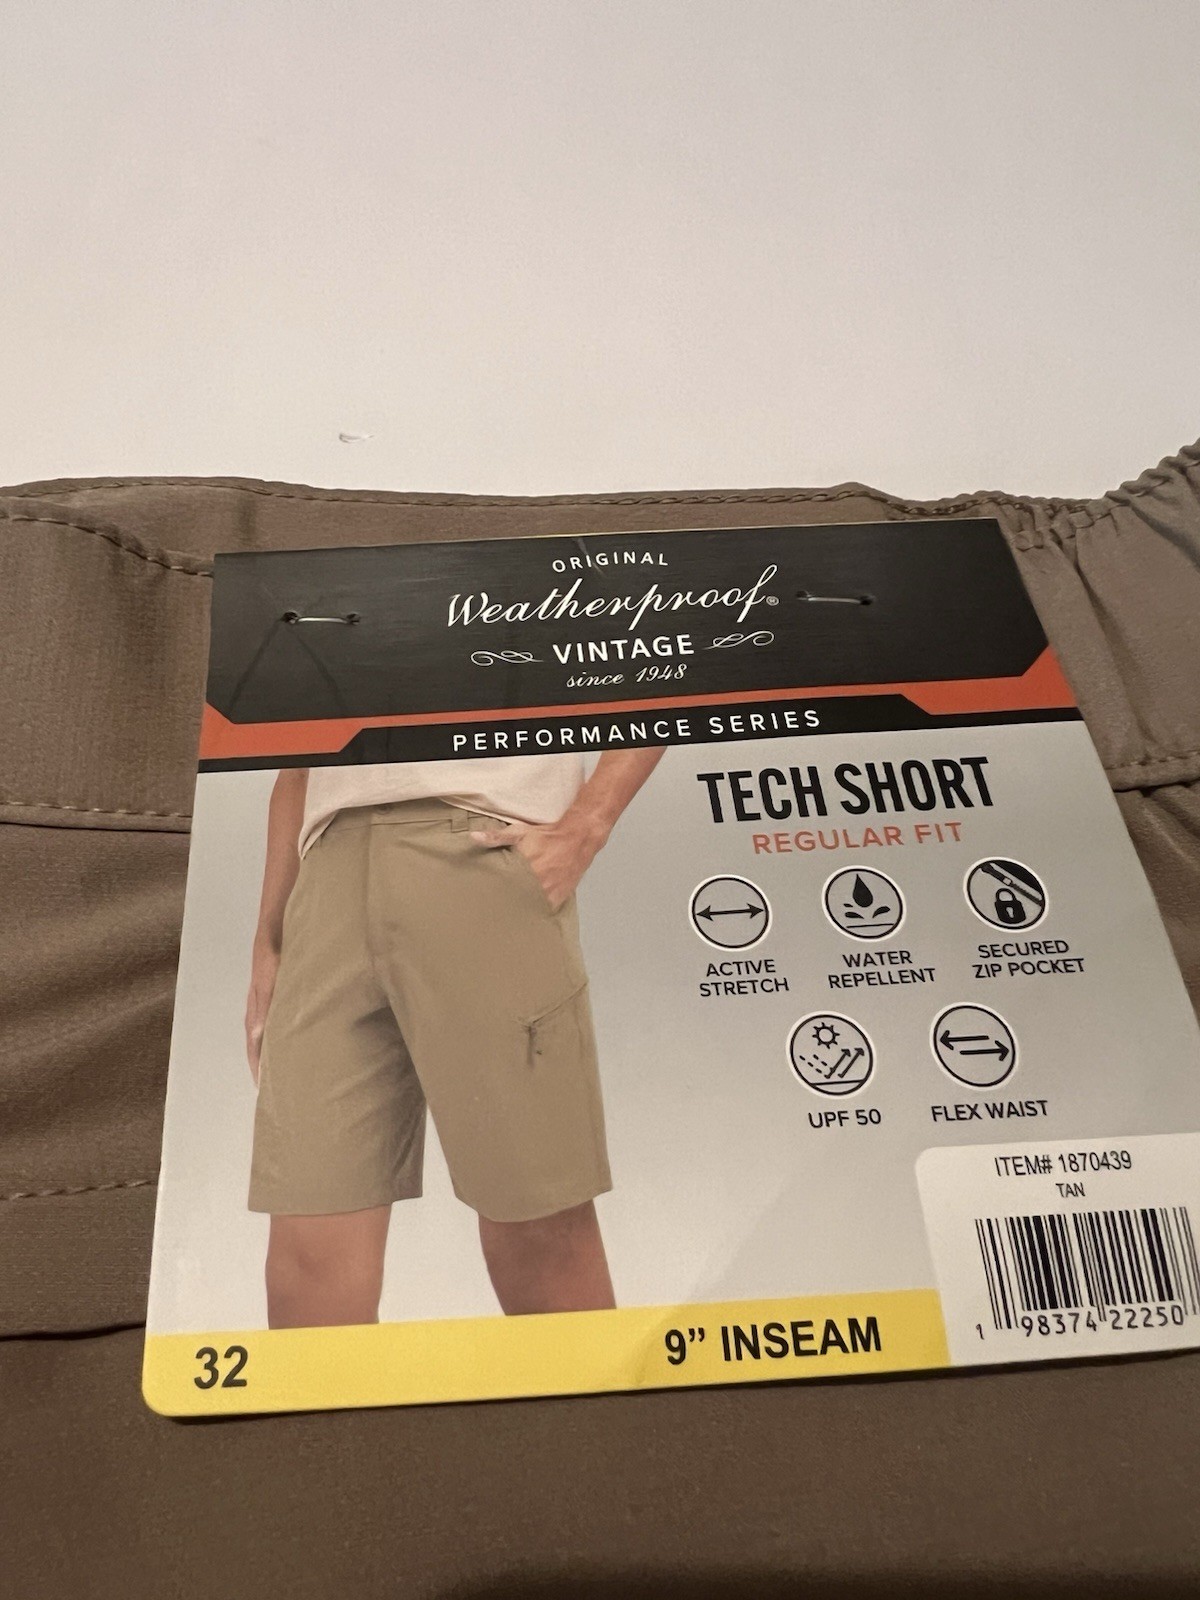 ORIGINAL
Weatherproof®
VINTAGE
since 1948
PERFORMANCE SERIES
TECH SHORT
REGULAR FIT
ACTIVE
STRETCH
WATER
REPELLENT
SECURED
ZIP POCKET
UPF 50
FLEX WAIST
ITEM# 1870439
TAN
1 98374 22250
32
9” INSEAM